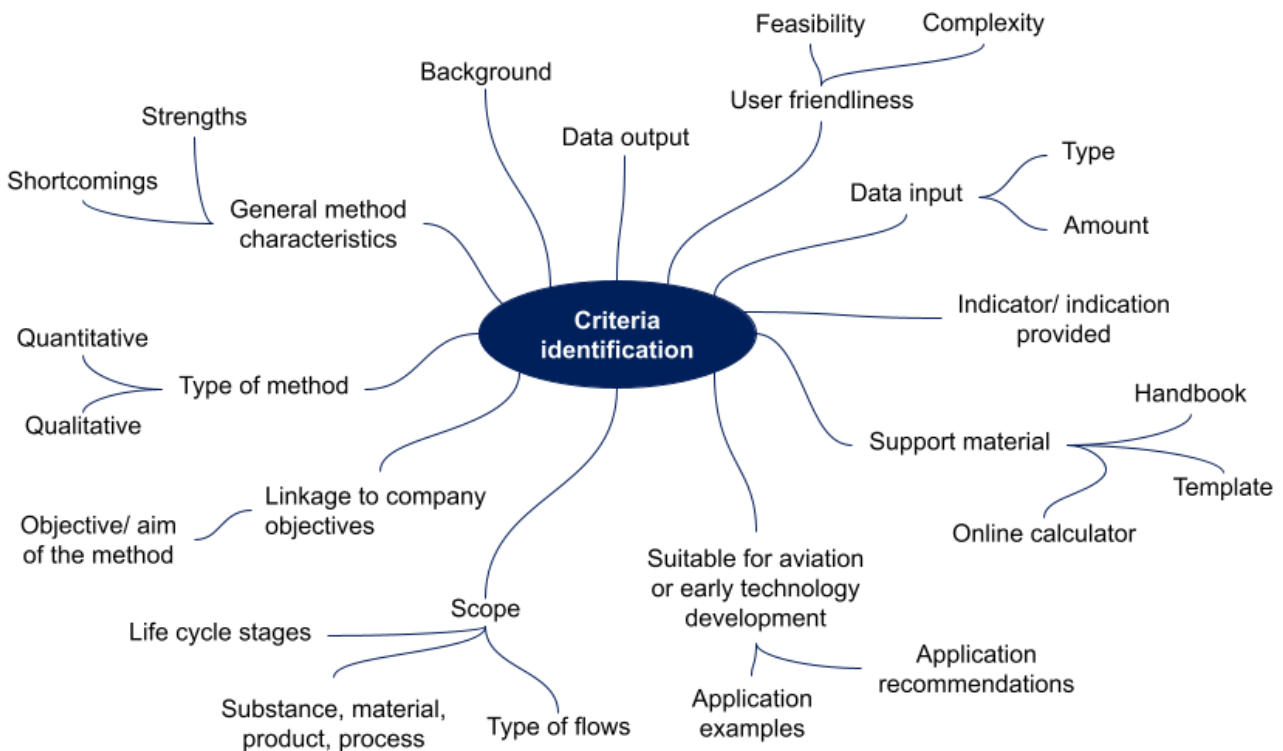 Feasibility
Complexity
Background
User friendliness
Strengths
Data output
Type
Shortcomings
Data input
General method
characteristics
Amount
Indicator/ indication
provided
Criteria
identification
Quantitative
Type of method
Qualitative
Handbook
Support material
Template
Online calculator
Linkage to company
objectives
Objective/ aim
of the method
Suitable for aviation
or early technology
development
Scope
Life cycle stages
Application
recommendations
Substance, material,
product, process
Type of flows
Application
examples